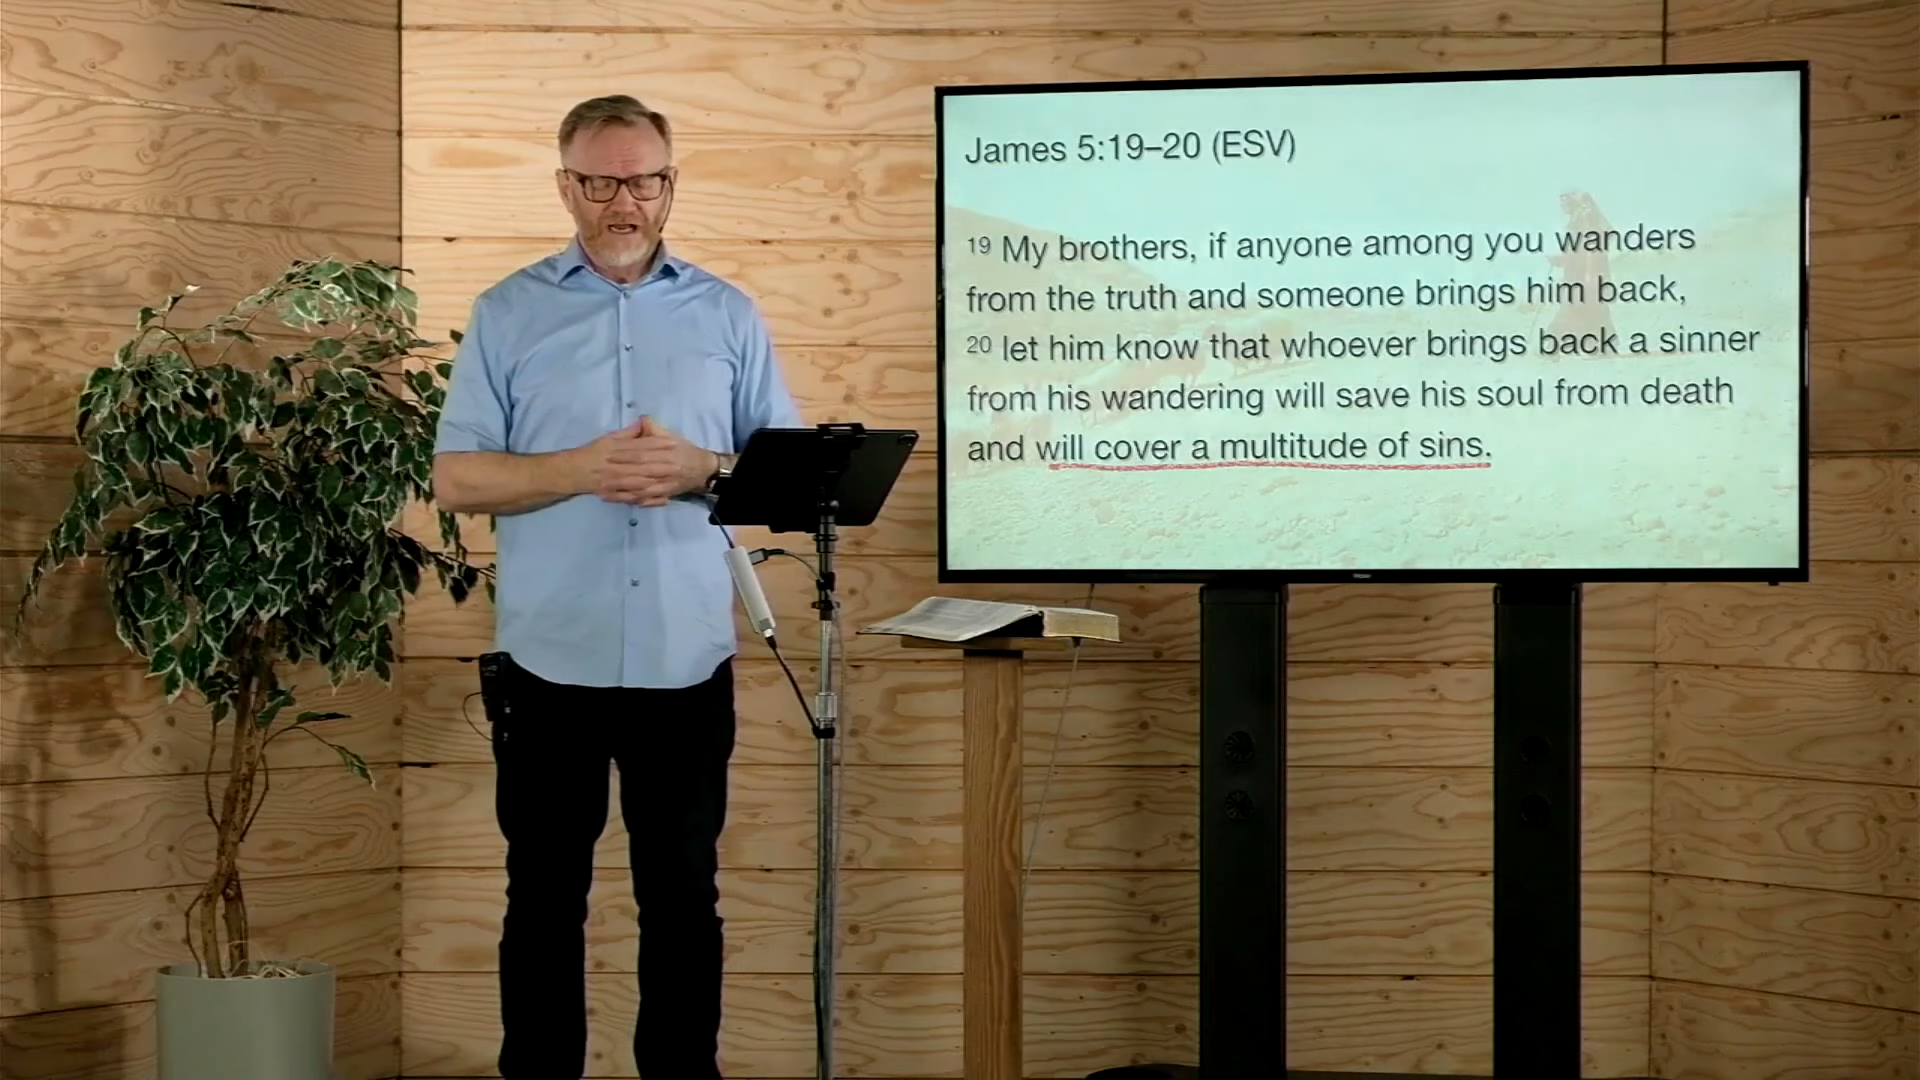 James 5:19–20 (ESV)
19 My brothers, if anyone among you wanders
from the truth and someone brings him back,
20 let him know that whoever brings back a sinner
from his wandering will save his soul from death
and will cover a multitude of sins.